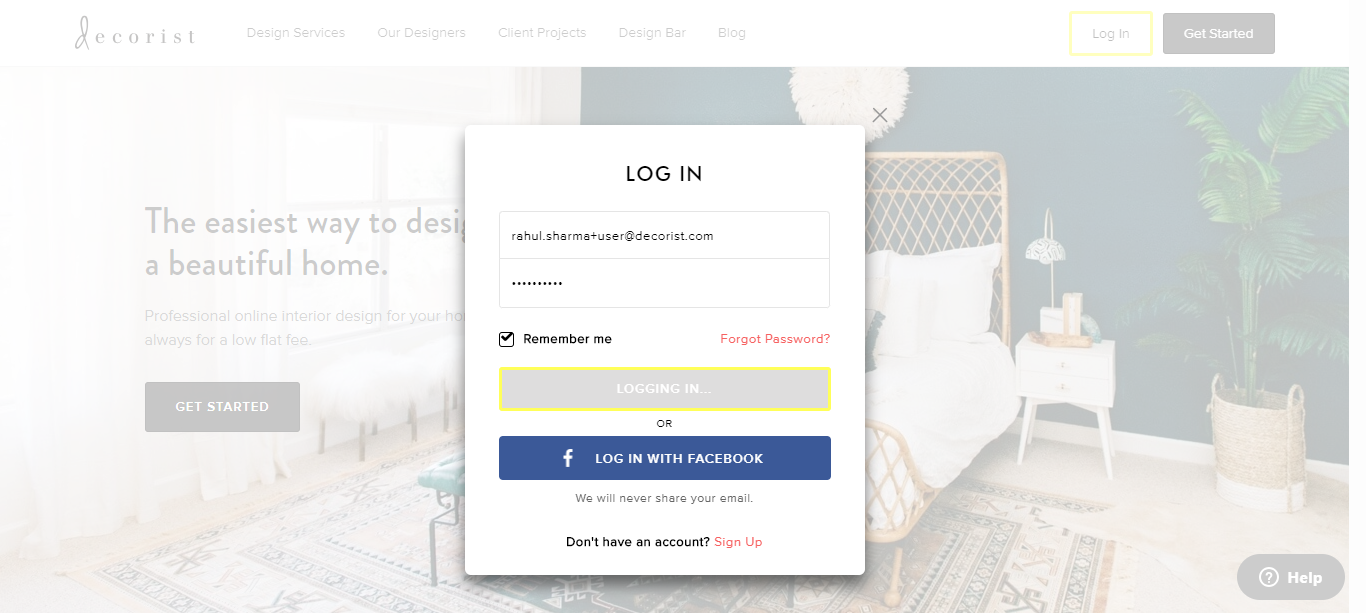 decorist
Design Services
Our Designers
Client Projects
Design Bar
Blog
Log In
Get Started
The easiest way to desi
a beautiful home.
Professional online interior design for your ho
always for a low flat fee.
GET STARTED
LOG IN
rahul.sharma+user@decorist.com
••••••••••
Remember me
Forgot Password?
LOGGING IN...
OR
f LOG IN WITH FACEBOOK
We will never share your email.
Don't have an account? Sign Up
? Help